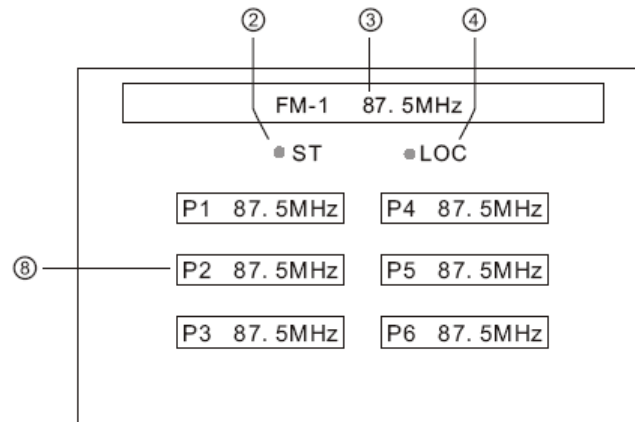 ② ③ ④
FM-1 87. 5MHz
ST LOC
P1 87. 5MHz P4 87. 5MHz
⑧ P2 87. 5MHz P5 87. 5MHz
P3 87. 5MHz P6 87. 5MHz